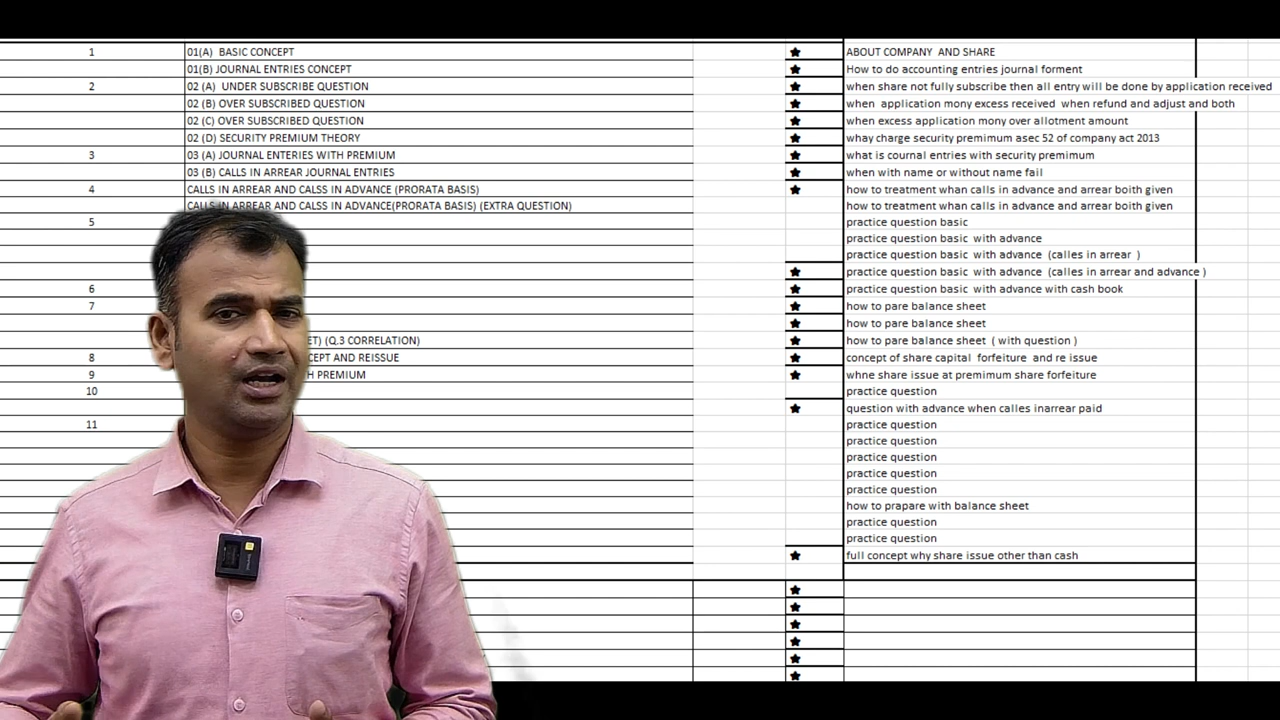 1 01(A) BASIC CONCEPT ★ ABOUT COMPANY AND SHARE
01(B) JOURNAL ENTRIES CONCEPT ★ How to do accounting entries journal forment
2 02 (A) UNDER SUBSCRIBE QUESTION ★ when share not fully subscribe then all entry will be done by application received
02 (B) OVER SUBSCRIBED QUESTION ★ when application mony excess received when refund and adjust and both
02 (C) OVER SUBSCRIBED QUESTION ★ when excess application mony over allotment amount
02 (D) SECURITY PREMIUM THEORY ★ whay charge security premimum asec 52 of company act 2013
3 03 (A) JOURNAL ENTERIES WITH PREMIUM ★ what is cournal entries with security premimum
03 (B) CALLS IN ARREAR JOURNAL ENTRIES ★ when with name or without name fail
4 CALLS IN ARREAR AND CALSS IN ADVANCE (PRORATA BASIS) ★ how to treatment whan calls in advance and arrear boith given
CALLS IN ARREAR AND CALSS IN ADVANCE(PRORATA BASIS) (EXTRA QUESTION) how to treatment whan calls in advance and arrear boith given
5 practice question basic
practice question basic with advance
practice question basic with advance (calles in arrear )
★ practice question basic with advance (calles in arrear and advance )
6 ★ practice question basic with advance with cash book
7 ★ how to pare balance sheet
★ how to pare balance sheet
ET) (Q.3 CORRELATION) ★ how to pare balance sheet ( with question )
8 CEPT AND REISSUE ★ concept of share capital forfeiture and re issue
9 H PREMIUM ★ whne share issue at premimum share forfeiture
10 practice question
★ question with advance when calles inarrear paid
11 practice question
practice question
practice question
practice question
practice question
how to prapare with balance sheet
practice question
practice question
★ full concept why share issue other than cash
★
★
★
★
★
★